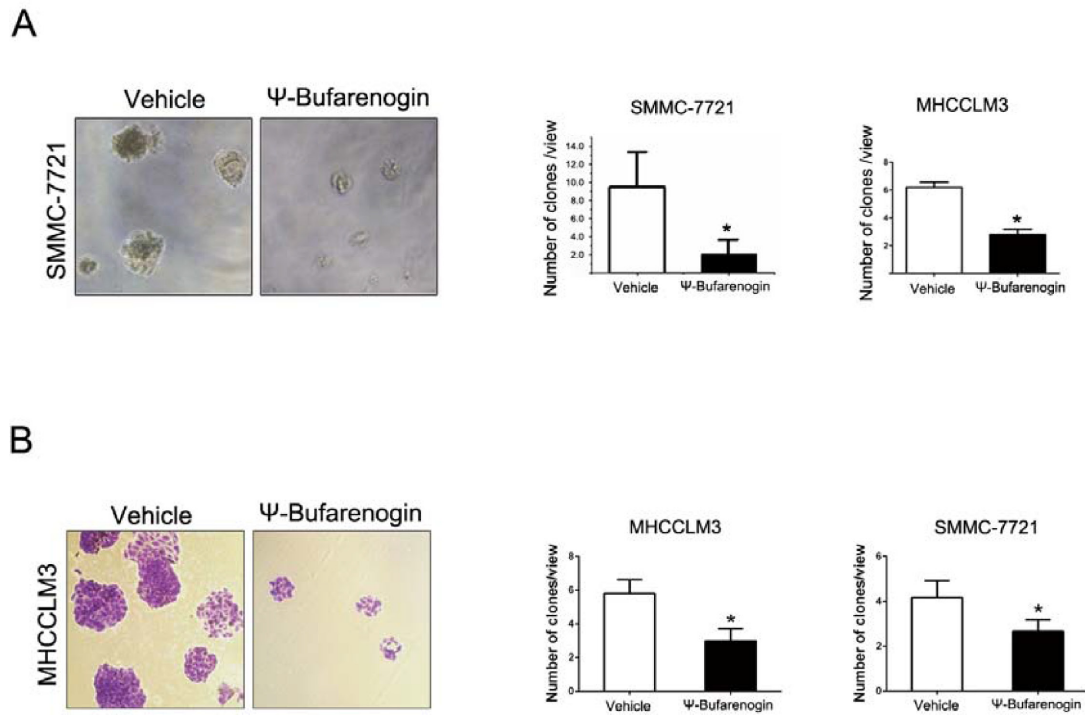 A
Vehicle
Ψ-Bufarenogin
SMMC-7721
SMMC-7721
Number of clones /view
14.0
12.0
10.0
8.0
6.0
4.0
2.0
Vehicle
Ψ-Bufarenogin
*
MHCCLM3
Number of clones /view
8
6
4
2
Vehicle
Ψ-Bufarenogin
*
B
Vehicle
Ψ-Bufarenogin
MHCCLM3
MHCCLM3
Number of clones/view
8
6
4
2
0
Vehicle
Ψ-Bufarenogin
*
SMMC-7721
Number of clones/view
6
4
2
0
Vehicle
Ψ-Bufarenogin
*